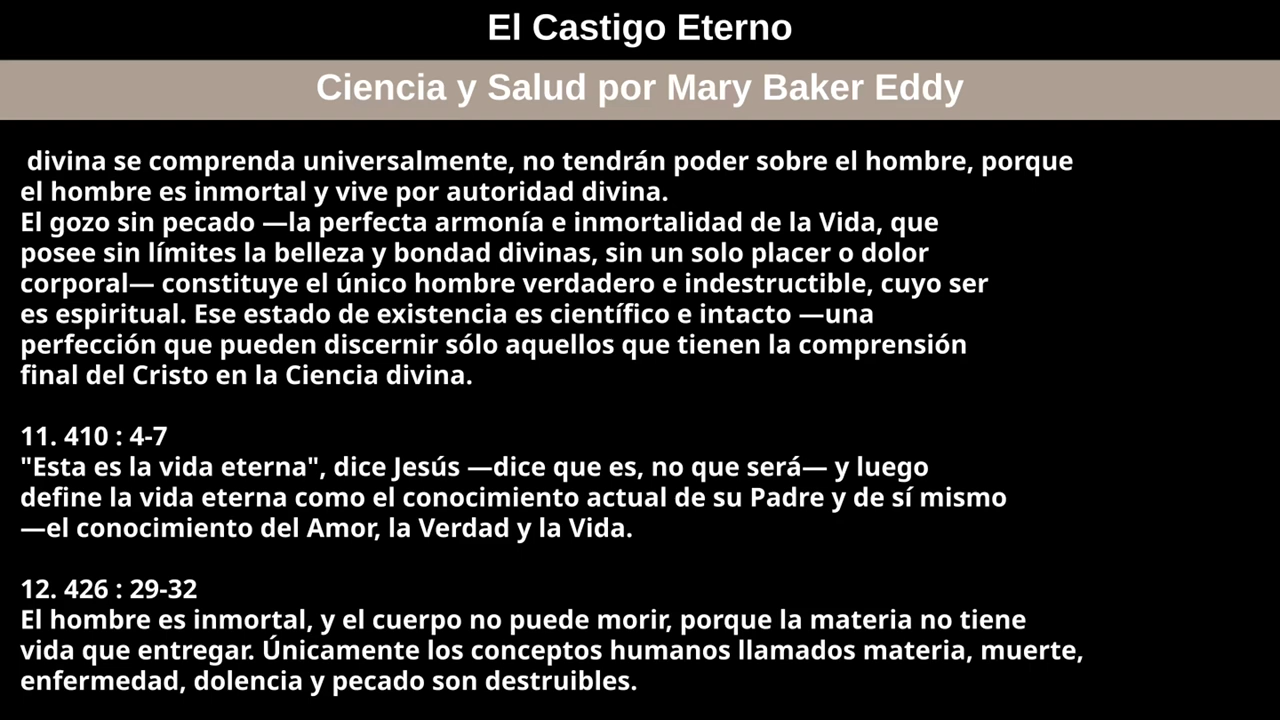 El Castigo Eterno
Ciencia y Salud por Mary Baker Eddy
divina se comprenda universalmente, no tendrán poder sobre el hombre, porque
el hombre es inmortal y vive por autoridad divina.
El gozo sin pecado —la perfecta armonía e inmortalidad de la Vida, que
posee sin límites la belleza y bondad divinas, sin un solo placer o dolor
corporal— constituye el único hombre verdadero e indestructible, cuyo ser
es espiritual. Ese estado de existencia es científico e intacto —una
perfección que pueden discernir sólo aquellos que tienen la comprensión
final del Cristo en la Ciencia divina.
11. 410 : 4-7
"Esta es la vida eterna", dice Jesús —dice que es, no que será— y luego
define la vida eterna como el conocimiento actual de su Padre y de sí mismo
—el conocimiento del Amor, la Verdad y la Vida.
12. 426 : 29-32
El hombre es inmortal, y el cuerpo no puede morir, porque la materia no tiene
vida que entregar. Únicamente los conceptos humanos llamados materia, muerte,
enfermedad, dolencia y pecado son destruibles.